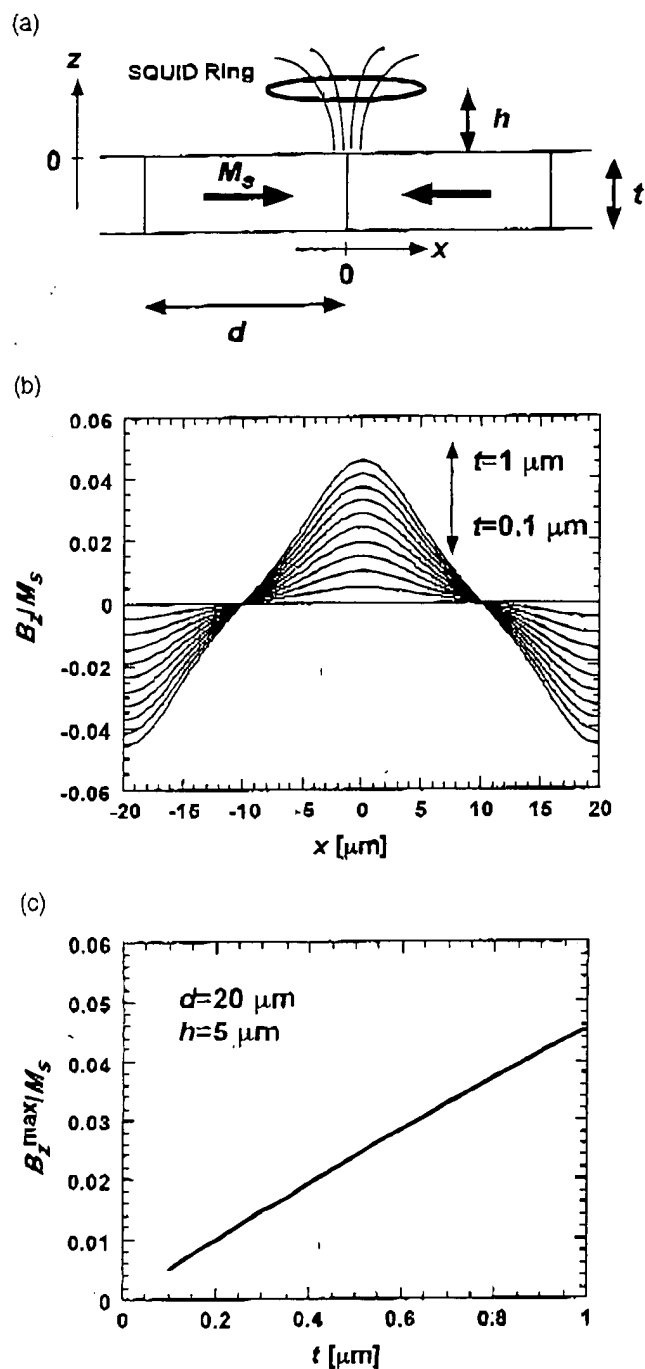 (a)
z
SQUID Ring
h
0
M_s
t
x
0
d
(b)
0.06
0.04
0.02
0
-0.02
-0.04
-0.06
B_z/M_s
t=1 μm
t=0.1 μm
-20 -15 -10 -5 0 5 10 15 20
x [μm]
(c)
0.06
0.05
0.04
0.03
0.02
0.01
0
B_z^max/M_s
d=20 μm
h=5 μm
0 0.2 0.4 0.6 0.8 1
t [μm]